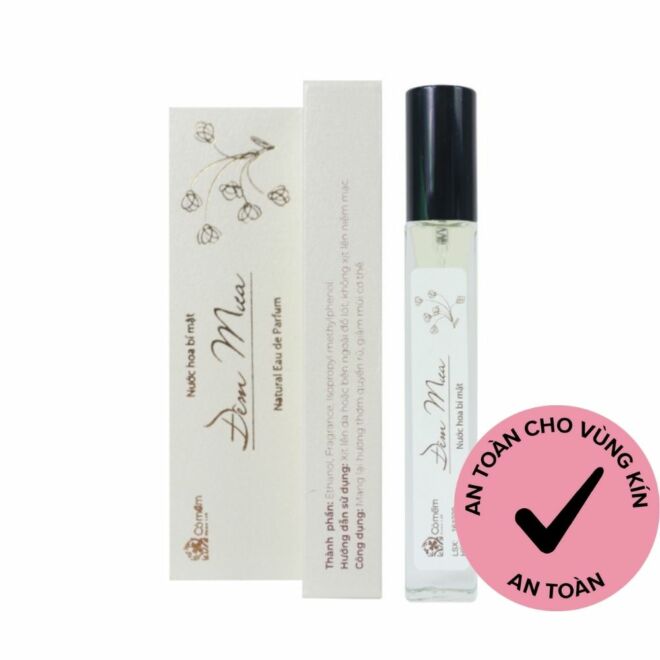 Nước hoa bí mật
Đêm Mưa
Natural Eau de Parfum
Cỏ mềm
Thành phần: Ethanol, Fragrance, Isopropyl methylphenol.
Hướng dẫn sử dụng: Xịt lên da hoặc bên ngoài đồ lót, không xịt lên niêm mạc.
Công dụng: Mang lại hương thơm quyến rũ, giảm mùi cơ thể.
Đêm Mưa
Nước hoa bí mật
Cỏ mềm
LSX
AN TOÀN CHO VÙNG KÍN
AN TOÀN